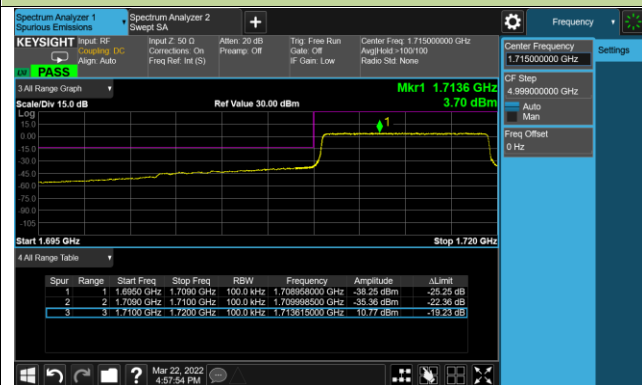 Spectrum Analyzer 1
Spurious Emissions
Spectrum Analyzer 2
Swept SA
Frequency
KEYSIGHT
Input: RF
Coupling: DC
Align: Auto
Input Z: 50 Ω
Corrections: On
Freq Ref: Int (S)
Atten: 20 dB
Preamp: Off
Trig: Free Run
Gate: Off
IF Gain: Low
Center Freq: 1.715000000 GHz
Avg|Hold:>100/100
Radio Std: None
PASS
Center Frequency
1.715000000 GHz
Settings
CF Step
4.999000000 GHz
Auto
Man
Freq Offset
0 Hz
3 All Range Graph
Mkr1 1.7136 GHz
Scale/Div 15.0 dB
Ref Value 30.00 dBm
3.70 dBm
Log
15.0
0.00
-15.0
-30.0
-45.0
-60.0
-75.0
-90.0
-105
1
Start 1.695 GHz
Stop 1.720 GHz
4 All Range Table
Spur Range Start Freq Stop Freq RBW Frequency Amplitude ΔLimit
1 1 1.6950 GHz 1.7090 GHz 100.0 kHz 1.708958000 GHz -38.25 dBm -25.25 dB
2 2 1.7090 GHz 1.7100 GHz 100.0 kHz 1.709998500 GHz -35.36 dBm -22.36 dB
3 3 1.7100 GHz 1.7200 GHz 100.0 kHz 1.713615000 GHz 10.77 dBm -19.23 dB
Mar 22, 2022
4:57:54 PM